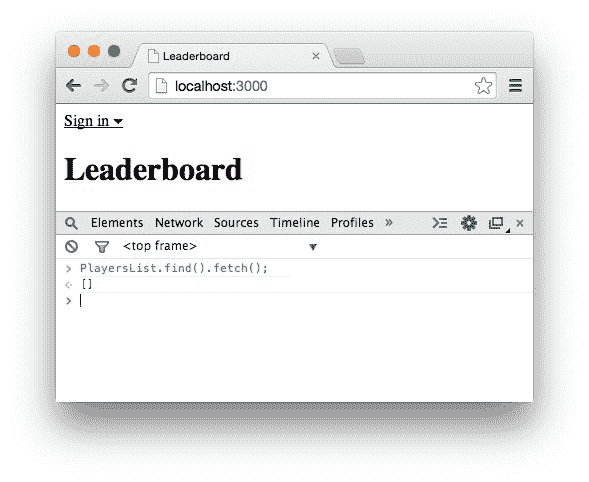 Leaderboard
localhost:3000
Sign in
Leaderboard
Elements Network Sources Timeline Profiles »
<top frame>
PlayersList.find().fetch();
[]